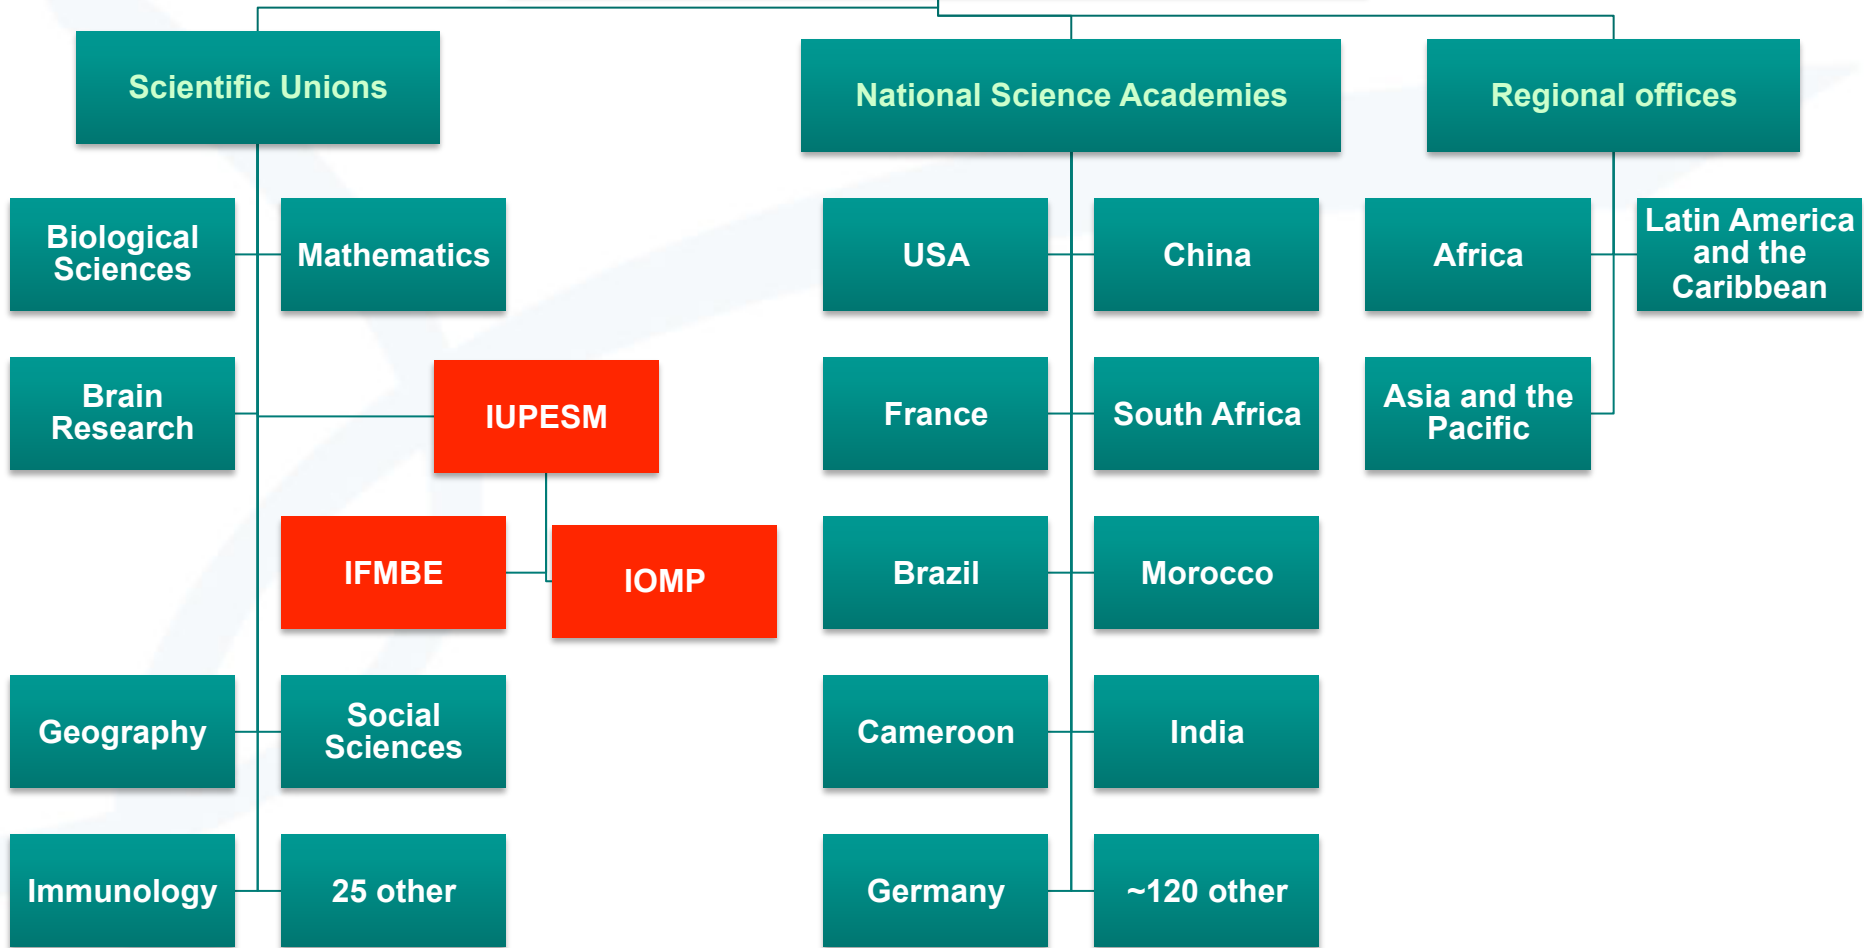 Scientific Unions
National Science Academies
Regional offices
Biological
Sciences
Mathematics
USA
China
Africa
Latin America
and the
Caribbean
Brain
Research
IUPESM
France
South Africa
Asia and the
Pacific
IFMBE
IOMP
Brazil
Morocco
Geography
Social
Sciences
Cameroon
India
Immunology
25 other
Germany
~120 other